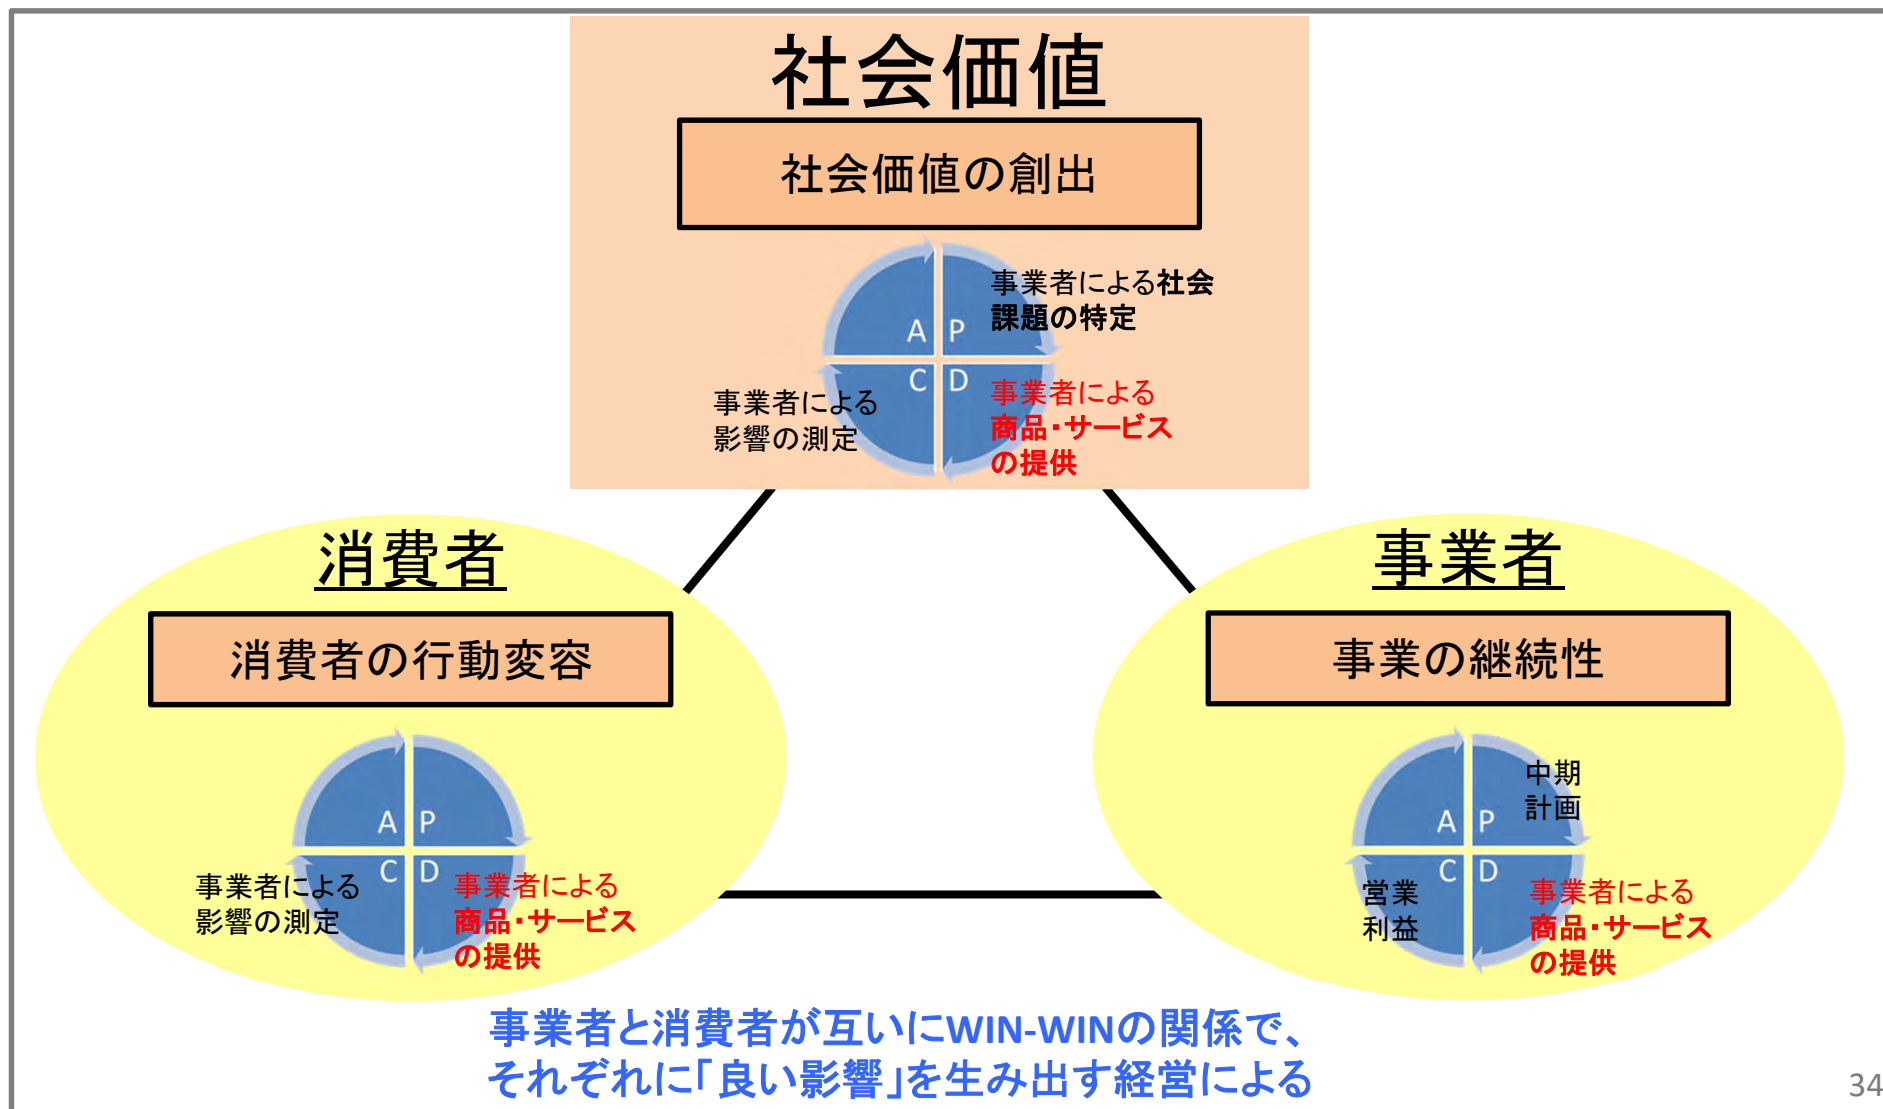 社会価値
社会価値の創出
事業者による社会
課題の特定
A P
C D
事業者による
影響の測定
事業者による
商品・サービス
の提供
消費者
消費者の行動変容
A P
C D
事業者による
影響の測定
事業者による
商品・サービス
の提供
事業者
事業の継続性
中期
計画
A P
C D
営業
利益
事業者による
商品・サービス
の提供
事業者と消費者が互いにWIN-WINの関係で、
それぞれに「良い影響」を生み出す経営による
34